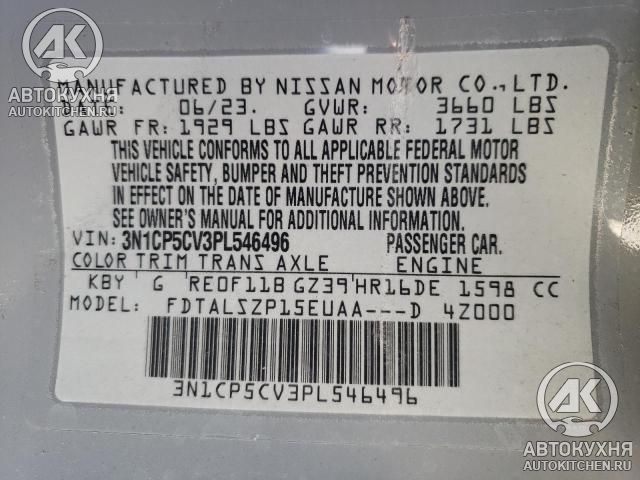 MANUFACTURED BY NISSAN MOTOR CO., LTD.
06/23. GVWR: 3660 LBS
GAWR FR: 1929 LBS GAWR RR: 1731 LBS
THIS VEHICLE CONFORMS TO ALL APPLICABLE FEDERAL MOTOR
VEHICLE SAFETY, BUMPER AND THEFT PREVENTION STANDARDS
IN EFFECT ON THE DATE OF MANUFACTURE SHOWN ABOVE.
SEE OWNER'S MANUAL FOR ADDITIONAL INFORMATION.
VIN: 3N1CP5CV3PL546496 PASSENGER CAR.
COLOR TRIM TRANS AXLE ENGINE
KBY G RE0F11B GZ39 HR16DE 1598 CC
MODEL: FDTALSZP15EUAA---D 4Z000
3N1CP5CV3PL546496
АК
АВТОКУХНЯ
AUTOKITCHEN.RU
АК
АВТОКУХНЯ
AUTOKITCHEN.RU